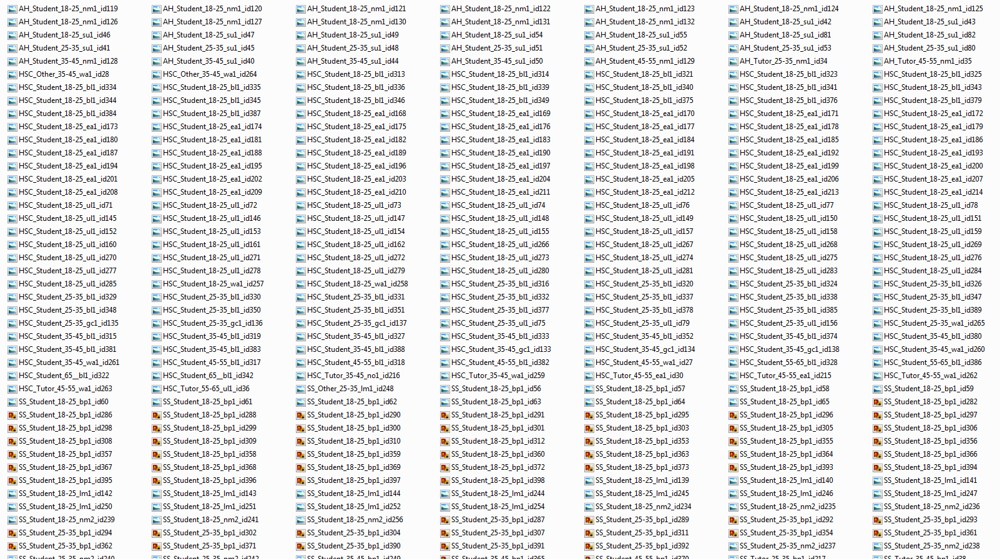 AH_Student_18-25_nm1_id119 AH_Student_18-25_nm1_id120 AH_Student_18-25_nm1_id121 AH_Student_18-25_nm1_id122 AH_Student_18-25_nm1_id123 AH_Student_18-25_nm1_id124 AH_Student_18-25_nm1_id125
AH_Student_18-25_nm1_id126 AH_Student_18-25_nm1_id127 AH_Student_18-25_nm1_id130 AH_Student_18-25_nm1_id131 AH_Student_18-25_nm1_id132 AH_Student_18-25_su1_id42 AH_Student_18-25_su1_id43
AH_Student_18-25_su1_id46 AH_Student_18-25_su1_id47 AH_Student_18-25_su1_id49 AH_Student_18-25_su1_id54 AH_Student_18-25_su1_id55 AH_Student_18-25_su1_id81 AH_Student_18-25_su1_id82
AH_Student_25-35_su1_id41 AH_Student_25-35_su1_id45 AH_Student_25-35_su1_id48 AH_Student_25-35_su1_id51 AH_Student_25-35_su1_id52 AH_Student_25-35_su1_id53 AH_Student_25-35_su1_id80
AH_Student_35-45_nm1_id128 AH_Student_35-45_su1_id40 AH_Student_35-45_su1_id44 AH_Student_35-45_su1_id50 AH_Student_45-55_nm1_id129 AH_Tutor_25-35_nm1_id34 AH_Tutor_45-55_nm1_id35
HSC_Other_35-45_wa1_id28 HSC_Other_35-45_wa1_id264 HSC_Student_18-25_bl1_id313 HSC_Student_18-25_bl1_id314 HSC_Student_18-25_bl1_id321 HSC_Student_18-25_bl1_id323 HSC_Student_18-25_bl1_id325
HSC_Student_18-25_bl1_id334 HSC_Student_18-25_bl1_id335 HSC_Student_18-25_bl1_id336 HSC_Student_18-25_bl1_id339 HSC_Student_18-25_bl1_id340 HSC_Student_18-25_bl1_id341 HSC_Student_18-25_bl1_id343
HSC_Student_18-25_bl1_id344 HSC_Student_18-25_bl1_id345 HSC_Student_18-25_bl1_id346 HSC_Student_18-25_bl1_id349 HSC_Student_18-25_bl1_id375 HSC_Student_18-25_bl1_id376 HSC_Student_18-25_bl1_id379
HSC_Student_18-25_bl1_id384 HSC_Student_18-25_bl1_id387 HSC_Student_18-25_ea1_id168 HSC_Student_18-25_ea1_id169 HSC_Student_18-25_ea1_id170 HSC_Student_18-25_ea1_id171 HSC_Student_18-25_ea1_id172
HSC_Student_18-25_ea1_id173 HSC_Student_18-25_ea1_id174 HSC_Student_18-25_ea1_id175 HSC_Student_18-25_ea1_id176 HSC_Student_18-25_ea1_id177 HSC_Student_18-25_ea1_id178 HSC_Student_18-25_ea1_id179
HSC_Student_18-25_ea1_id180 HSC_Student_18-25_ea1_id181 HSC_Student_18-25_ea1_id182 HSC_Student_18-25_ea1_id183 HSC_Student_18-25_ea1_id184 HSC_Student_18-25_ea1_id185 HSC_Student_18-25_ea1_id186
HSC_Student_18-25_ea1_id187 HSC_Student_18-25_ea1_id188 HSC_Student_18-25_ea1_id189 HSC_Student_18-25_ea1_id190 HSC_Student_18-25_ea1_id191 HSC_Student_18-25_ea1_id192 HSC_Student_18-25_ea1_id193
HSC_Student_18-25_ea1_id194 HSC_Student_18-25_ea1_id195 HSC_Student_18-25_ea1_id196 HSC_Student_18-25_ea1_id197 HSC_Student_18-25_ea1_id198 HSC_Student_18-25_ea1_id199 HSC_Student_18-25_ea1_id200
HSC_Student_18-25_ea1_id201 HSC_Student_18-25_ea1_id202 HSC_Student_18-25_ea1_id203 HSC_Student_18-25_ea1_id204 HSC_Student_18-25_ea1_id205 HSC_Student_18-25_ea1_id206 HSC_Student_18-25_ea1_id207
HSC_Student_18-25_ea1_id208 HSC_Student_18-25_ea1_id209 HSC_Student_18-25_ea1_id210 HSC_Student_18-25_ea1_id211 HSC_Student_18-25_ea1_id212 HSC_Student_18-25_ea1_id213 HSC_Student_18-25_ea1_id214
HSC_Student_18-25_ul1_id71 HSC_Student_18-25_ul1_id72 HSC_Student_18-25_ul1_id73 HSC_Student_18-25_ul1_id74 HSC_Student_18-25_ul1_id76 HSC_Student_18-25_ul1_id77 HSC_Student_18-25_ul1_id78
HSC_Student_18-25_ul1_id145 HSC_Student_18-25_ul1_id146 HSC_Student_18-25_ul1_id147 HSC_Student_18-25_ul1_id148 HSC_Student_18-25_ul1_id149 HSC_Student_18-25_ul1_id150 HSC_Student_18-25_ul1_id151
HSC_Student_18-25_ul1_id152 HSC_Student_18-25_ul1_id153 HSC_Student_18-25_ul1_id154 HSC_Student_18-25_ul1_id155 HSC_Student_18-25_ul1_id157 HSC_Student_18-25_ul1_id158 HSC_Student_18-25_ul1_id159
HSC_Student_18-25_ul1_id160 HSC_Student_18-25_ul1_id161 HSC_Student_18-25_ul1_id162 HSC_Student_18-25_ul1_id266 HSC_Student_18-25_ul1_id267 HSC_Student_18-25_ul1_id268 HSC_Student_18-25_ul1_id269
HSC_Student_18-25_ul1_id270 HSC_Student_18-25_ul1_id271 HSC_Student_18-25_ul1_id272 HSC_Student_18-25_ul1_id273 HSC_Student_18-25_ul1_id274 HSC_Student_18-25_ul1_id275 HSC_Student_18-25_ul1_id276
HSC_Student_18-25_ul1_id277 HSC_Student_18-25_ul1_id278 HSC_Student_18-25_ul1_id279 HSC_Student_18-25_ul1_id280 HSC_Student_18-25_ul1_id281 HSC_Student_18-25_ul1_id283 HSC_Student_18-25_ul1_id284
HSC_Student_18-25_ul1_id285 HSC_Student_18-25_wa1_id257 HSC_Student_18-25_wa1_id258 HSC_Student_25-35_bl1_id316 HSC_Student_25-35_bl1_id320 HSC_Student_25-35_bl1_id324 HSC_Student_25-35_bl1_id326
HSC_Student_25-35_bl1_id329 HSC_Student_25-35_bl1_id330 HSC_Student_25-35_bl1_id331 HSC_Student_25-35_bl1_id332 HSC_Student_25-35_bl1_id337 HSC_Student_25-35_bl1_id338 HSC_Student_25-35_bl1_id347
HSC_Student_25-35_bl1_id348 HSC_Student_25-35_bl1_id350 HSC_Student_25-35_bl1_id351 HSC_Student_25-35_bl1_id377 HSC_Student_25-35_bl1_id378 HSC_Student_25-35_bl1_id385 HSC_Student_25-35_bl1_id389
HSC_Student_25-35_gc1_id135 HSC_Student_25-35_gc1_id136 HSC_Student_25-35_gc1_id137 HSC_Student_25-35_ul1_id75 HSC_Student_25-35_ul1_id79 HSC_Student_25-35_ul1_id156 HSC_Student_25-35_wa1_id265
HSC_Student_35-45_bl1_id315 HSC_Student_35-45_bl1_id319 HSC_Student_35-45_bl1_id327 HSC_Student_35-45_bl1_id333 HSC_Student_35-45_bl1_id352 HSC_Student_35-45_bl1_id374 HSC_Student_35-45_bl1_id380
HSC_Student_35-45_bl1_id381 HSC_Student_35-45_bl1_id383 HSC_Student_35-45_bl1_id388 HSC_Student_35-45_gc1_id133 HSC_Student_35-45_gc1_id134 HSC_Student_35-45_gc1_id138 HSC_Student_35-45_wa1_id260
HSC_Student_35-45_wa1_id261 HSC_Student_45-55_bl1_id317 HSC_Student_45-55_bl1_id318 HSC_Student_45-55_bl1_id382 HSC_Student_45-55_wa1_id27 HSC_Student_55-65_bl1_id328 HSC_Student_55-65_bl1_id386
HSC_Student_65__bl1_id322 HSC_Student_65__bl1_id342 HSC_Tutor_35-45_no1_id216 HSC_Tutor_35-45_wa1_id259 HSC_Tutor_45-55_ea1_id30 HSC_Tutor_45-55_ea1_id215 HSC_Tutor_45-55_wa1_id262
HSC_Tutor_45-55_wa1_id263 HSC_Tutor_55-65_ul1_id36 SS_Other_25-35_lm1_id248 SS_Student_18-25_bp1_id56 SS_Student_18-25_bp1_id57 SS_Student_18-25_bp1_id58 SS_Student_18-25_bp1_id59
SS_Student_18-25_bp1_id60 SS_Student_18-25_bp1_id61 SS_Student_18-25_bp1_id62 SS_Student_18-25_bp1_id63 SS_Student_18-25_bp1_id64 SS_Student_18-25_bp1_id65 SS_Student_18-25_bp1_id282
SS_Student_18-25_bp1_id286 SS_Student_18-25_bp1_id288 SS_Student_18-25_bp1_id290 SS_Student_18-25_bp1_id291 SS_Student_18-25_bp1_id295 SS_Student_18-25_bp1_id296 SS_Student_18-25_bp1_id297
SS_Student_18-25_bp1_id298 SS_Student_18-25_bp1_id299 SS_Student_18-25_bp1_id300 SS_Student_18-25_bp1_id301 SS_Student_18-25_bp1_id303 SS_Student_18-25_bp1_id305 SS_Student_18-25_bp1_id306
SS_Student_18-25_bp1_id308 SS_Student_18-25_bp1_id309 SS_Student_18-25_bp1_id310 SS_Student_18-25_bp1_id312 SS_Student_18-25_bp1_id353 SS_Student_18-25_bp1_id355 SS_Student_18-25_bp1_id356
SS_Student_18-25_bp1_id357 SS_Student_18-25_bp1_id358 SS_Student_18-25_bp1_id359 SS_Student_18-25_bp1_id360 SS_Student_18-25_bp1_id363 SS_Student_18-25_bp1_id364 SS_Student_18-25_bp1_id366
SS_Student_18-25_bp1_id367 SS_Student_18-25_bp1_id368 SS_Student_18-25_bp1_id369 SS_Student_18-25_bp1_id372 SS_Student_18-25_bp1_id373 SS_Student_18-25_bp1_id393 SS_Student_18-25_bp1_id394
SS_Student_18-25_bp1_id395 SS_Student_18-25_bp1_id396 SS_Student_18-25_bp1_id397 SS_Student_18-25_bp1_id398 SS_Student_18-25_lm1_id139 SS_Student_18-25_lm1_id140 SS_Student_18-25_lm1_id141
SS_Student_18-25_lm1_id142 SS_Student_18-25_lm1_id143 SS_Student_18-25_lm1_id144 SS_Student_18-25_lm1_id244 SS_Student_18-25_lm1_id245 SS_Student_18-25_lm1_id246 SS_Student_18-25_lm1_id247
SS_Student_18-25_lm1_id250 SS_Student_18-25_lm1_id251 SS_Student_18-25_lm1_id252 SS_Student_18-25_lm1_id254 SS_Student_18-25_nm2_id234 SS_Student_18-25_nm2_id235 SS_Student_18-25_nm2_id236
SS_Student_18-25_nm2_id239 SS_Student_18-25_nm2_id241 SS_Student_18-25_nm2_id256 SS_Student_25-35_bp1_id287 SS_Student_25-35_bp1_id289 SS_Student_25-35_bp1_id292 SS_Student_25-35_bp1_id293
SS_Student_25-35_bp1_id294 SS_Student_25-35_bp1_id302 SS_Student_25-35_bp1_id304 SS_Student_25-35_bp1_id307 SS_Student_25-35_bp1_id311 SS_Student_25-35_bp1_id354 SS_Student_25-35_bp1_id361
SS_Student_25-35_bp1_id362 SS_Student_25-35_bp1_id371 SS_Student_25-35_bp1_id390 SS_Student_25-35_bp1_id391 SS_Student_25-35_bp1_id392 SS_Student_25-35_nm2_id237 SS_Student_25-35_nm2_id238